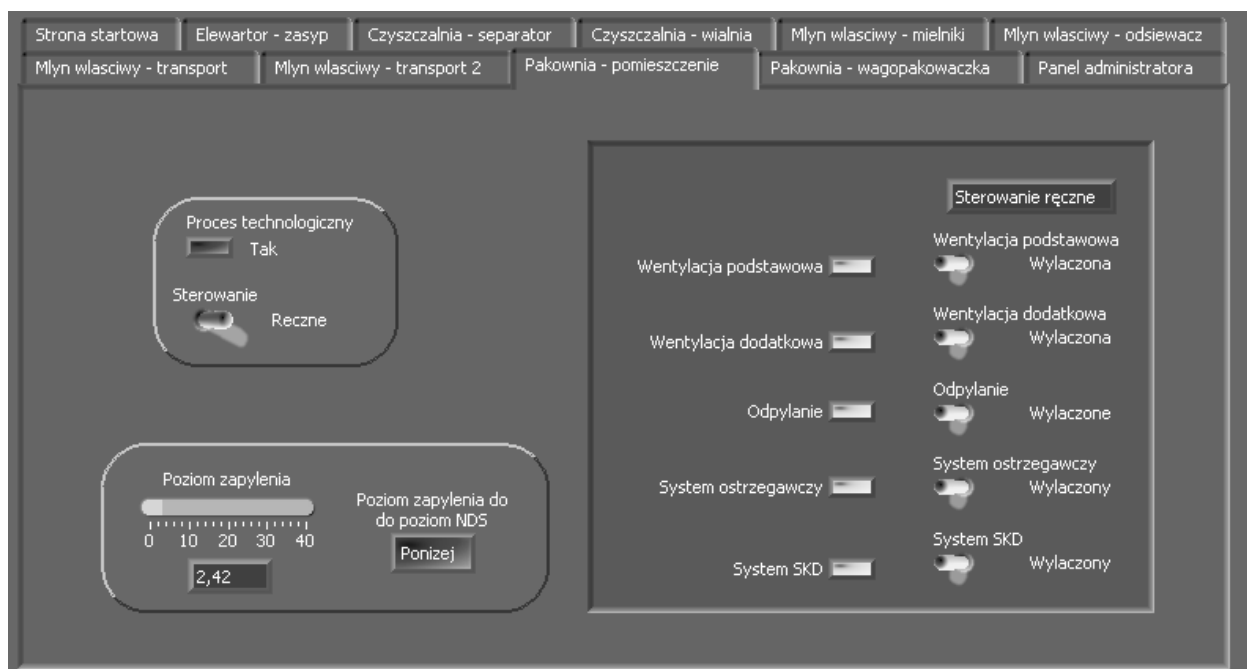 Strona startowa
Elewartor - zasyp
Czyszczalnia - separator
Czyszczalnia - wialnia
Mlyn wlasciwy - mielniki
Mlyn wlasciwy - odsiewacz
Mlyn wlasciwy - transport
Mlyn wlasciwy - transport 2
Pakownia - pomieszczenie
Pakownia - wagopakowaczka
Panel administratora
Proces technologiczny
Tak
Sterowanie
Reczne
Poziom zapylenia
0 10 20 30 40
2,42
Poziom zapylenia do
do poziom NDS
Ponizej
Sterowanie ręczne
Wentylacja podstawowa
Wentylacja podstawowa
Wylaczona
Wentylacja dodatkowa
Wentylacja dodatkowa
Wylaczona
Odpylanie
Odpylanie
Wylaczone
System ostrzegawczy
System ostrzegawczy
Wylaczony
System SKD
System SKD
Wylaczony